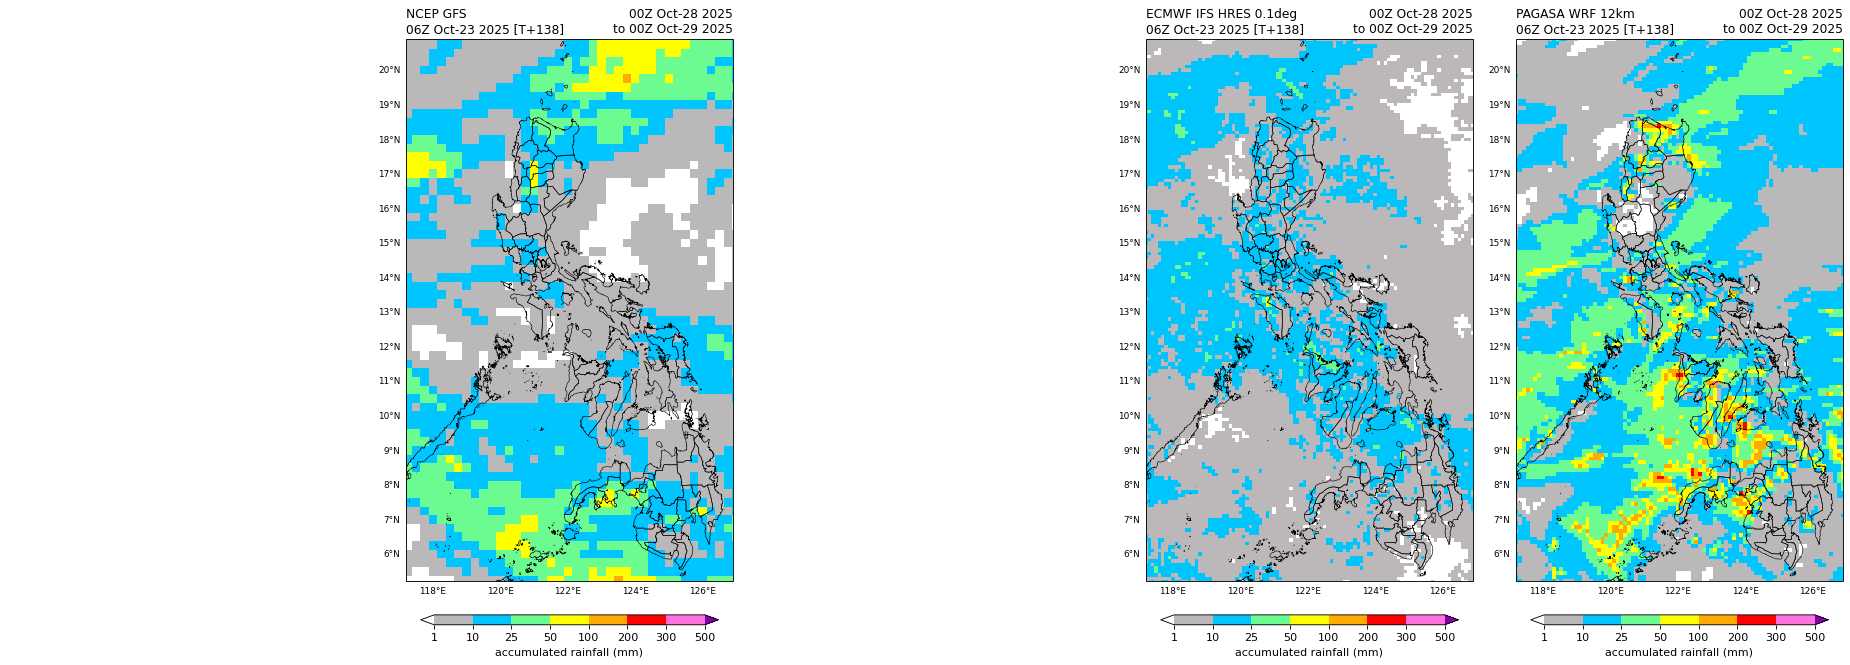 NCEP GFS 00Z Oct-28 2025
06Z Oct-23 2025 [T+138] to 00Z Oct-29 2025
20°N
19°N
18°N
17°N
16°N
15°N
14°N
13°N
12°N
11°N
10°N
9°N
8°N
7°N
6°N
118°E 120°E 122°E 124°E 126°E
1 10 25 50 100 200 300 500
accumulated rainfall (mm)
ECMWF IFS HRES 0.1deg 00Z Oct-28 2025
06Z Oct-23 2025 [T+138] to 00Z Oct-29 2025
20°N
19°N
18°N
17°N
16°N
15°N
14°N
13°N
12°N
11°N
10°N
9°N
8°N
7°N
6°N
118°E 120°E 122°E 124°E 126°E
1 10 25 50 100 200 300 500
accumulated rainfall (mm)
PAGASA WRF 12km 00Z Oct-28 2025
06Z Oct-23 2025 [T+138] to 00Z Oct-29 2025
20°N
19°N
18°N
17°N
16°N
15°N
14°N
13°N
12°N
11°N
10°N
9°N
8°N
7°N
6°N
118°E 120°E 122°E 124°E 126°E
1 10 25 50 100 200 300 500
accumulated rainfall (mm)